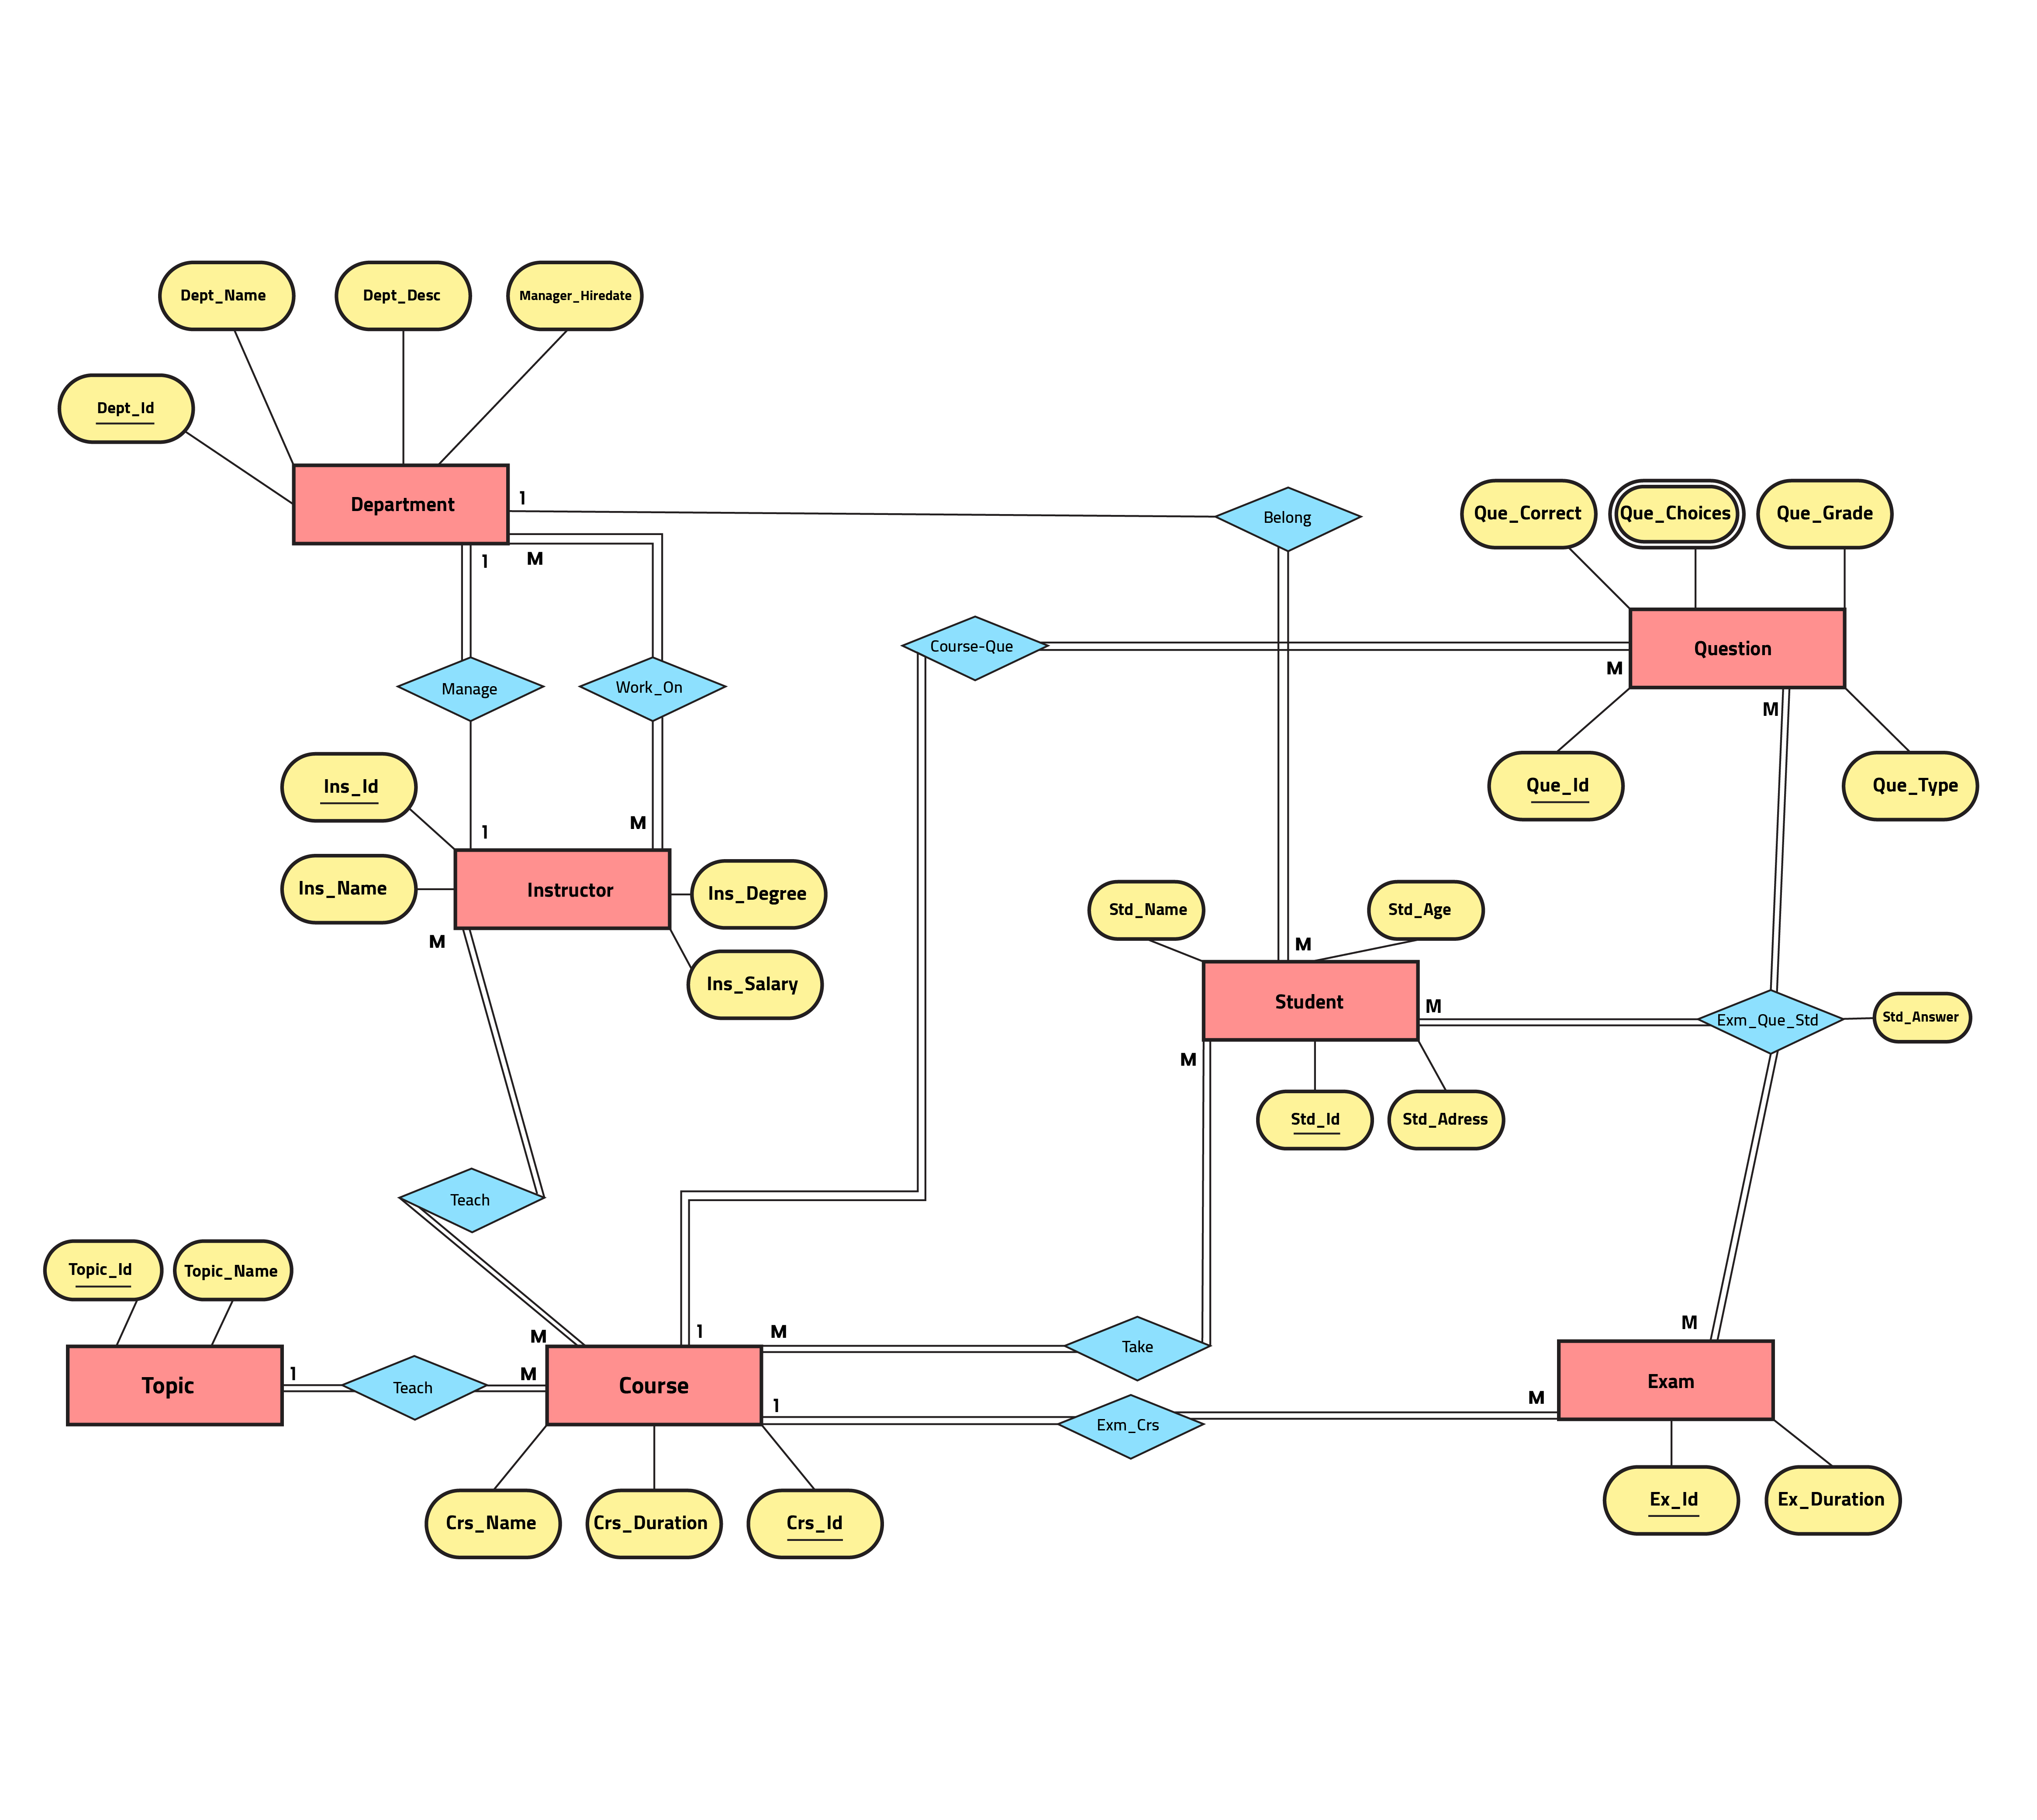 Dept_Name
Dept_Desc
Manager_Hiredate
Dept_Id
Department
1
1
M
Belong
Que_Correct
Que_Choices
Que_Grade
Course-Que
Question
M
M
Manage
Work_On
Ins_Id
Que_Id
Que_Type
1
M
Ins_Name
Instructor
Ins_Degree
Std_Name
Std_Age
M
M
Ins_Salary
Student
M
Exm_Que_Std
Std_Answer
M
Std_Id
Std_Adress
Teach
Topic_Id
Topic_Name
M
M
1
M
Topic
1
Teach
M
Course
Take
Exam
1
Exm_Crs
M
Crs_Name
Crs_Duration
Crs_Id
Ex_Id
Ex_Duration